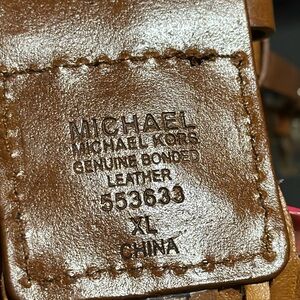 MICHAEL
MICHAEL KORS
GENUINE BONDED
LEATHER
553633
XL
CHINA